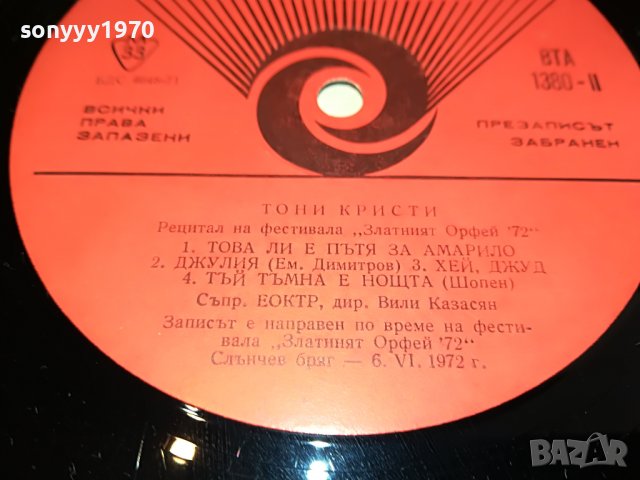 sonyyy1970
33
ВСИЧКИ
ПРАВА
ЗАПАЗЕНИ
ВТА
1380-II
ПРЕЗАПИСЪТ
ЗАБРАНЕН
ТОНИ КРИСТИ
Рецитал на фестивала „Златният Орфей '72“
1. ТОВА ЛИ Е ПЪТЯ ЗА АМАРИЛО
2. ДЖУЛИЯ (Ем. Димитров) 3. ХЕЙ, ДЖУД
4. ТЪЙ ТЪМНА Е НОЩТА (Шопен)
Съпр. ЕОКТР, дир. Вили Казасян
Записът е направен по време на фести-
вала „Златният Орфей '72“
Слънчев бряг — 6. VI. 1972 г.
BAZAR